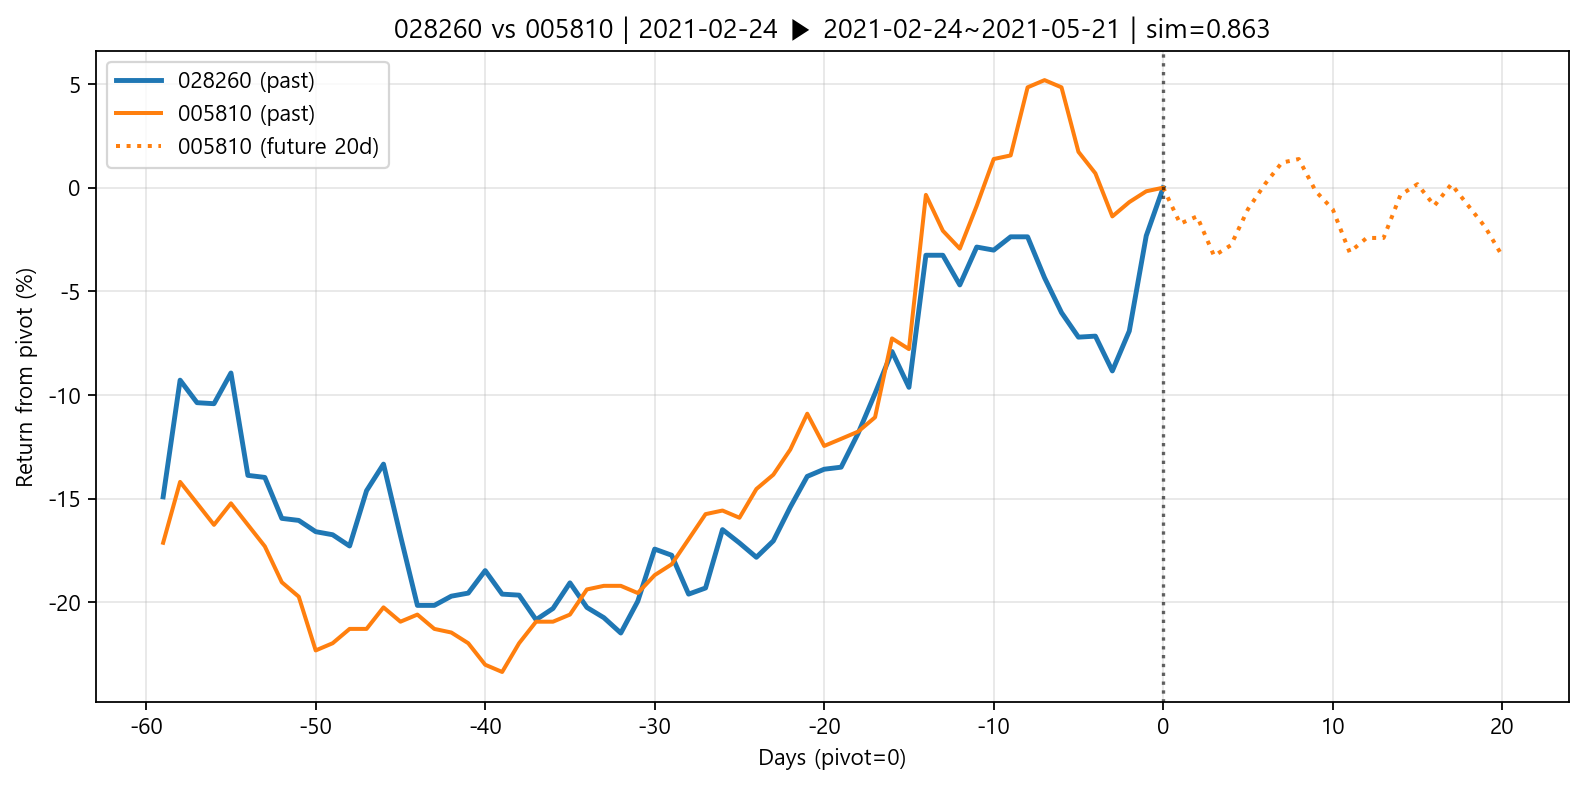 028260 vs 005810 | 2021-02-24 ▶ 2021-02-24~2021-05-21 | sim=0.863
028260 (past)
005810 (past)
005810 (future 20d)
Return from pivot (%)
5
0
-5
-10
-15
-20
-60 -50 -40 -30 -20 -10 0 10 20
Days (pivot=0)